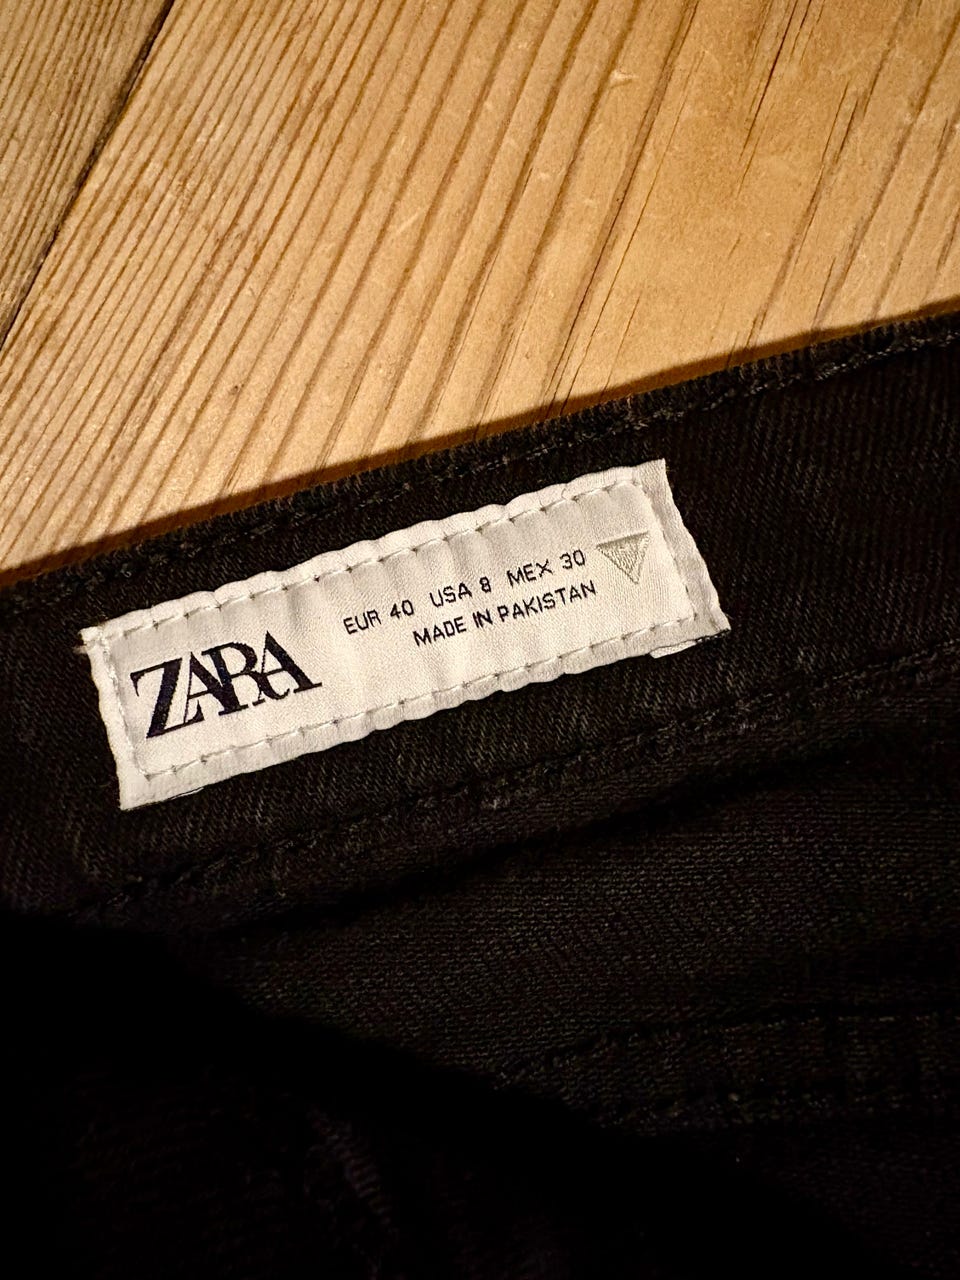 ZARA
EUR 40 USA 8 MEX 30
MADE IN PAKISTAN